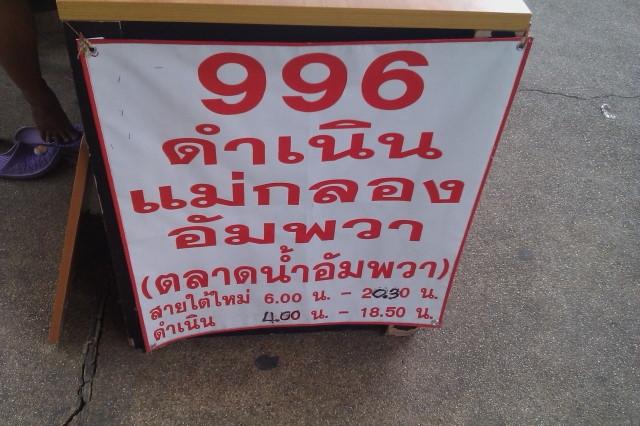 996
ดำเนิน
แม่กลอง
อัมพวา
(ตลาดน้ำอัมพวา)
สายใต้ใหม่ 6.00 น. - 20.30 น.
ดำเนิน 4.00 น. - 18.50 น.